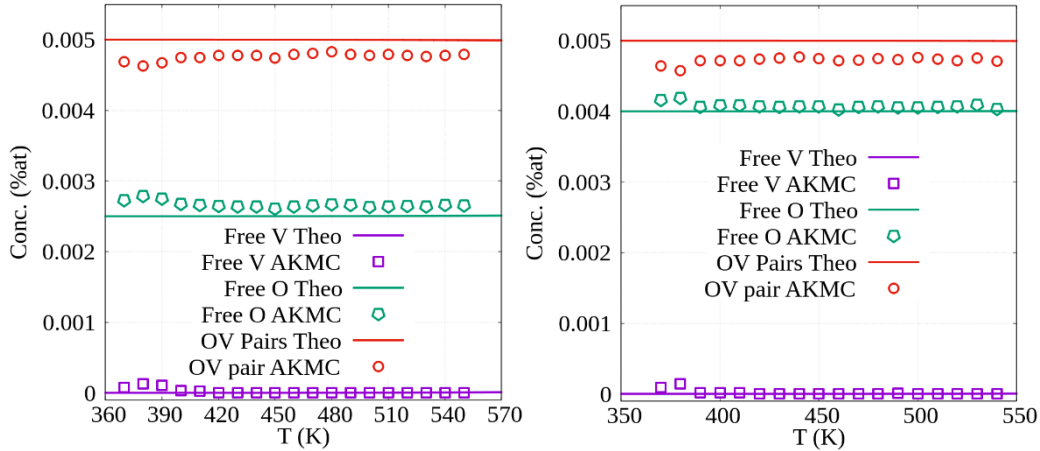 0.005
0.004
0.003
0.002
0.001
0
Conc. (%at)
Free V Theo
Free V AKMC
Free O Theo
Free O AKMC
OV Pairs Theo
OV pair AKMC
360 390 420 450 480 510 540 570
T (K)
0.005
0.004
0.003
0.002
0.001
0
Conc. (%at)
Free V Theo
Free V AKMC
Free O Theo
Free O AKMC
OV Pairs Theo
OV pair AKMC
350 400 450 500 550
T (K)